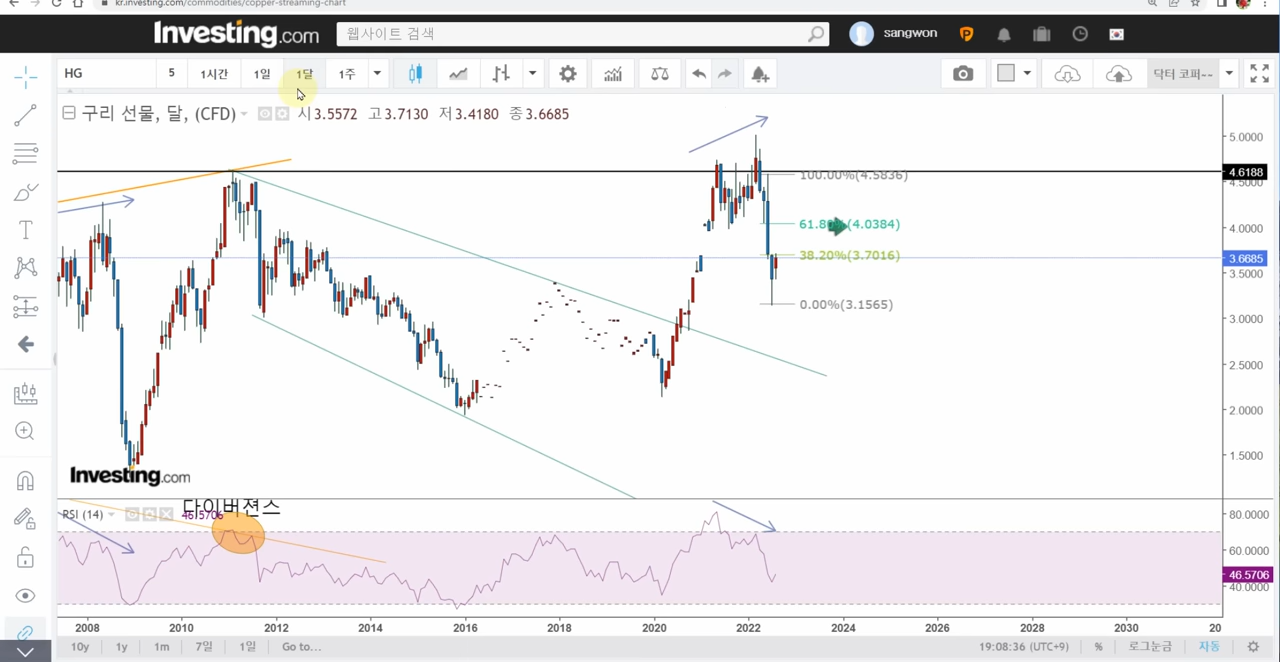 kr.investing.com/commodities/copper-streaming-chart
Investing.com 웹사이트 검색 sangwon
HG 5 1시간 1일 1달 1주 닥터 코퍼--
구리 선물, 달, (CFD) 시3.5572 고3.7130 저3.4180 종3.6685
5.0000
4.6188
100.00%(4.5836)
4.5000
61.80%(4.0384)
4.0000
38.20%(3.7016)
3.6685
3.5000
0.00%(3.1565)
3.0000
2.5000
2.0000
1.5000
Investing.com
다이버젼스
RSI (14) 46.5706
80.0000
60.0000
46.5706
40.0000
2008 2010 2012 2014 2016 2018 2020 2022 2024 2026 2028 2030 20
10y 1y 1m 7일 1일 Go to... 19:08:36 (UTC+9) % 로그눈금 자동